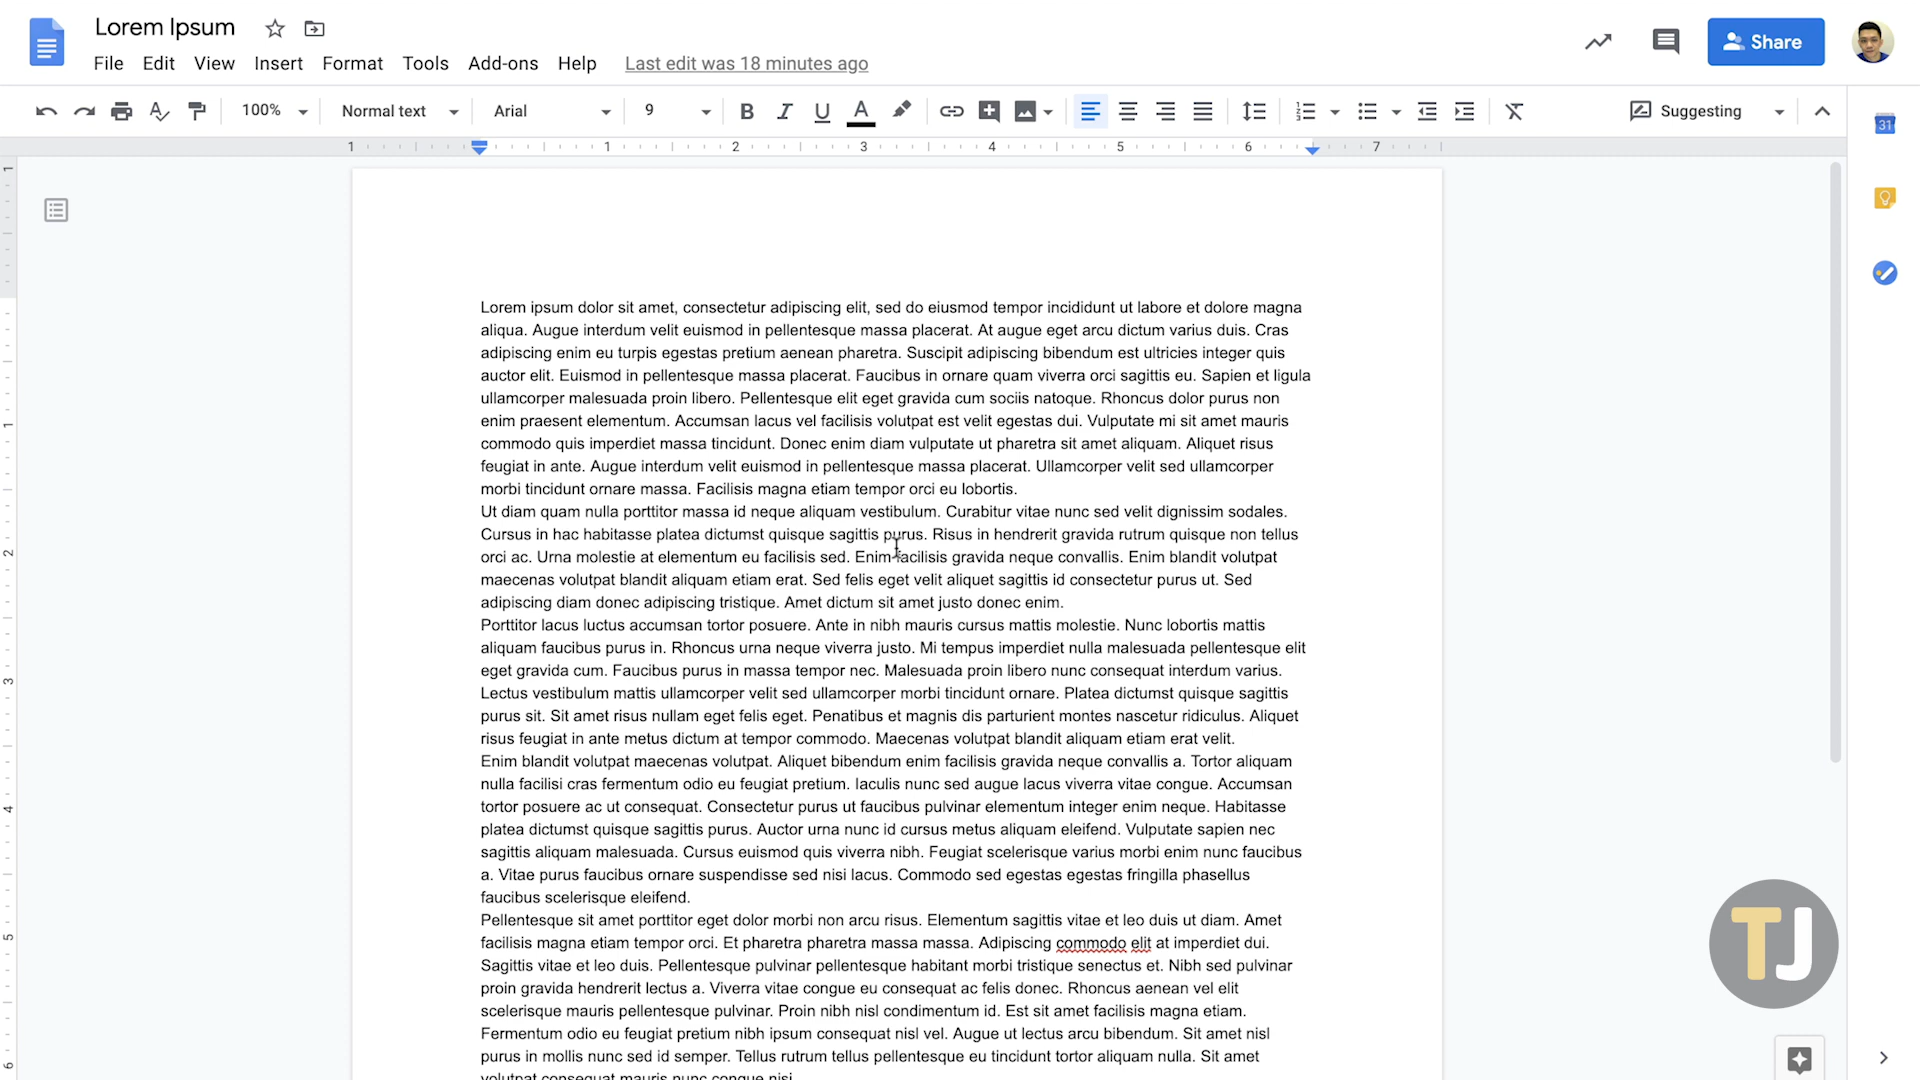 Lorem Ipsum
File Edit View Insert Format Tools Add-ons Help Last edit was 18 minutes ago
Share
100% Normal text Arial 9 B I U A Suggesting
1 1 2 3 4 5 6 7
31
1
Lorem ipsum dolor sit amet, consectetur adipiscing elit, sed do eiusmod tempor incididunt ut labore et dolore magna
aliqua. Augue interdum velit euismod in pellentesque massa placerat. At augue eget arcu dictum varius duis. Cras
adipiscing enim eu turpis egestas pretium aenean pharetra. Suscipit adipiscing bibendum est ultricies integer quis
auctor elit. Euismod in pellentesque massa placerat. Faucibus in ornare quam viverra orci sagittis eu. Sapien et ligula
ullamcorper malesuada proin libero. Pellentesque elit eget gravida cum sociis natoque. Rhoncus dolor purus non
enim praesent elementum. Accumsan lacus vel facilisis volutpat est velit egestas dui. Vulputate mi sit amet mauris
1
commodo quis imperdiet massa tincidunt. Donec enim diam vulputate ut pharetra sit amet aliquam. Aliquet risus
feugiat in ante. Augue interdum velit euismod in pellentesque massa placerat. Ullamcorper velit sed ullamcorper
morbi tincidunt ornare massa. Facilisis magna etiam tempor orci eu lobortis.
Ut diam quam nulla porttitor massa id neque aliquam vestibulum. Curabitur vitae nunc sed velit dignissim sodales.
Cursus in hac habitasse platea dictumst quisque sagittis purus. Risus in hendrerit gravida rutrum quisque non tellus
2
orci ac. Urna molestie at elementum eu facilisis sed. Enim facilisis gravida neque convallis. Enim blandit volutpat
maecenas volutpat blandit aliquam etiam erat. Sed felis eget velit aliquet sagittis id consectetur purus ut. Sed
adipiscing diam donec adipiscing tristique. Amet dictum sit amet justo donec enim.
Porttitor lacus luctus accumsan tortor posuere. Ante in nibh mauris cursus mattis molestie. Nunc lobortis mattis
aliquam faucibus purus in. Rhoncus urna neque viverra justo. Mi tempus imperdiet nulla malesuada pellentesque elit
eget gravida cum. Faucibus purus in massa tempor nec. Malesuada proin libero nunc consequat interdum varius.
3
Lectus vestibulum mattis ullamcorper velit sed ullamcorper morbi tincidunt ornare. Platea dictumst quisque sagittis
purus sit. Sit amet risus nullam eget felis eget. Penatibus et magnis dis parturient montes nascetur ridiculus. Aliquet
risus feugiat in ante metus dictum at tempor commodo. Maecenas volutpat blandit aliquam etiam erat velit.
Enim blandit volutpat maecenas volutpat. Aliquet bibendum enim facilisis gravida neque convallis a. Tortor aliquam
nulla facilisi cras fermentum odio eu feugiat pretium. Iaculis nunc sed augue lacus viverra vitae congue. Accumsan
tortor posuere ac ut consequat. Consectetur purus ut faucibus pulvinar elementum integer enim neque. Habitasse
4
platea dictumst quisque sagittis purus. Auctor urna nunc id cursus metus aliquam eleifend. Vulputate sapien nec
sagittis aliquam malesuada. Cursus euismod quis viverra nibh. Feugiat scelerisque varius morbi enim nunc faucibus
a. Vitae purus faucibus ornare suspendisse sed nisi lacus. Commodo sed egestas egestas fringilla phasellus
faucibus scelerisque eleifend.
Pellentesque sit amet porttitor eget dolor morbi non arcu risus. Elementum sagittis vitae et leo duis ut diam. Amet
5
facilisis magna etiam tempor orci. Et pharetra pharetra massa massa. Adipiscing commodo elit at imperdiet dui.
TJ
Sagittis vitae et leo duis. Pellentesque pulvinar pellentesque habitant morbi tristique senectus et. Nibh sed pulvinar
proin gravida hendrerit lectus a. Viverra vitae congue eu consequat ac felis donec. Rhoncus aenean vel elit
scelerisque mauris pellentesque pulvinar. Proin nibh nisl condimentum id. Est sit amet facilisis magna etiam.
Fermentum odio eu feugiat pretium nibh ipsum consequat nisl vel. Augue ut lectus arcu bibendum. Sit amet nisl
purus in mollis nunc sed id semper. Tellus rutrum tellus pellentesque eu tincidunt tortor aliquam nulla. Sit amet
6
volutpat consequat mauris nunc congue nisi.